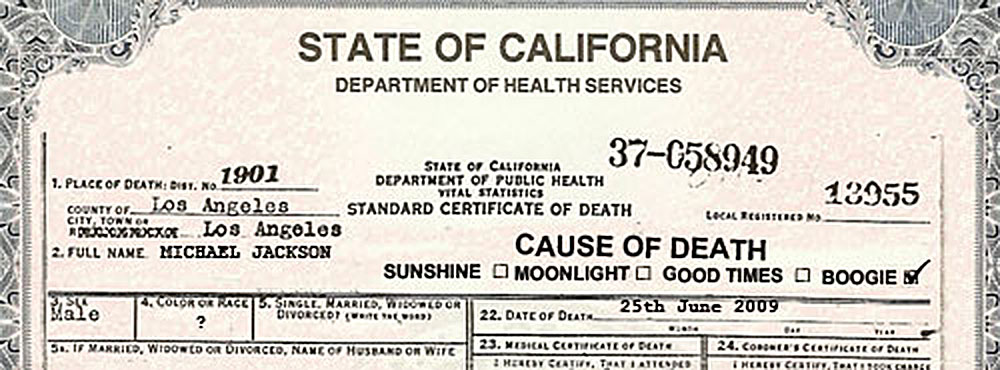 STATE OF CALIFORNIA
DEPARTMENT OF HEALTH SERVICES
37-058949
STATE OF CALIFORNIA
DEPARTMENT OF PUBLIC HEALTH
VITAL STATISTICS
STANDARD CERTIFICATE OF DEATH
1. PLACE OF DEATH: DIST. NO. 1901
COUNTY OF Los Angeles
CITY, TOWN OR
Los Angeles
2. FULL NAME MICHAEL JACKSON
13955
LOCAL REGISTERED NO
CAUSE OF DEATH
SUNSHINE ☐ MOONLIGHT ☐ GOOD TIMES ☐ BOOGIE ☑
3. SEX
Male
4. COLOR OR RACE
?
5. SINGLE, MARRIED, WIDOWED OR
DIVORCED? (WRITE THE WORD)
5a. IF MARRIED, WIDOWED OR DIVORCED, NAME OF HUSBAND OR WIFE
22. DATE OF DEATH 25th June 2009
MONTH DAY YEAR
23. MEDICAL CERTIFICATE OF DEATH
I HEREBY CERTIFY, THAT I ATTENDED
24. CORONER'S CERTIFICATE OF DEATH
I HEREBY CERTIFY, THAT I TOOK CHARGE